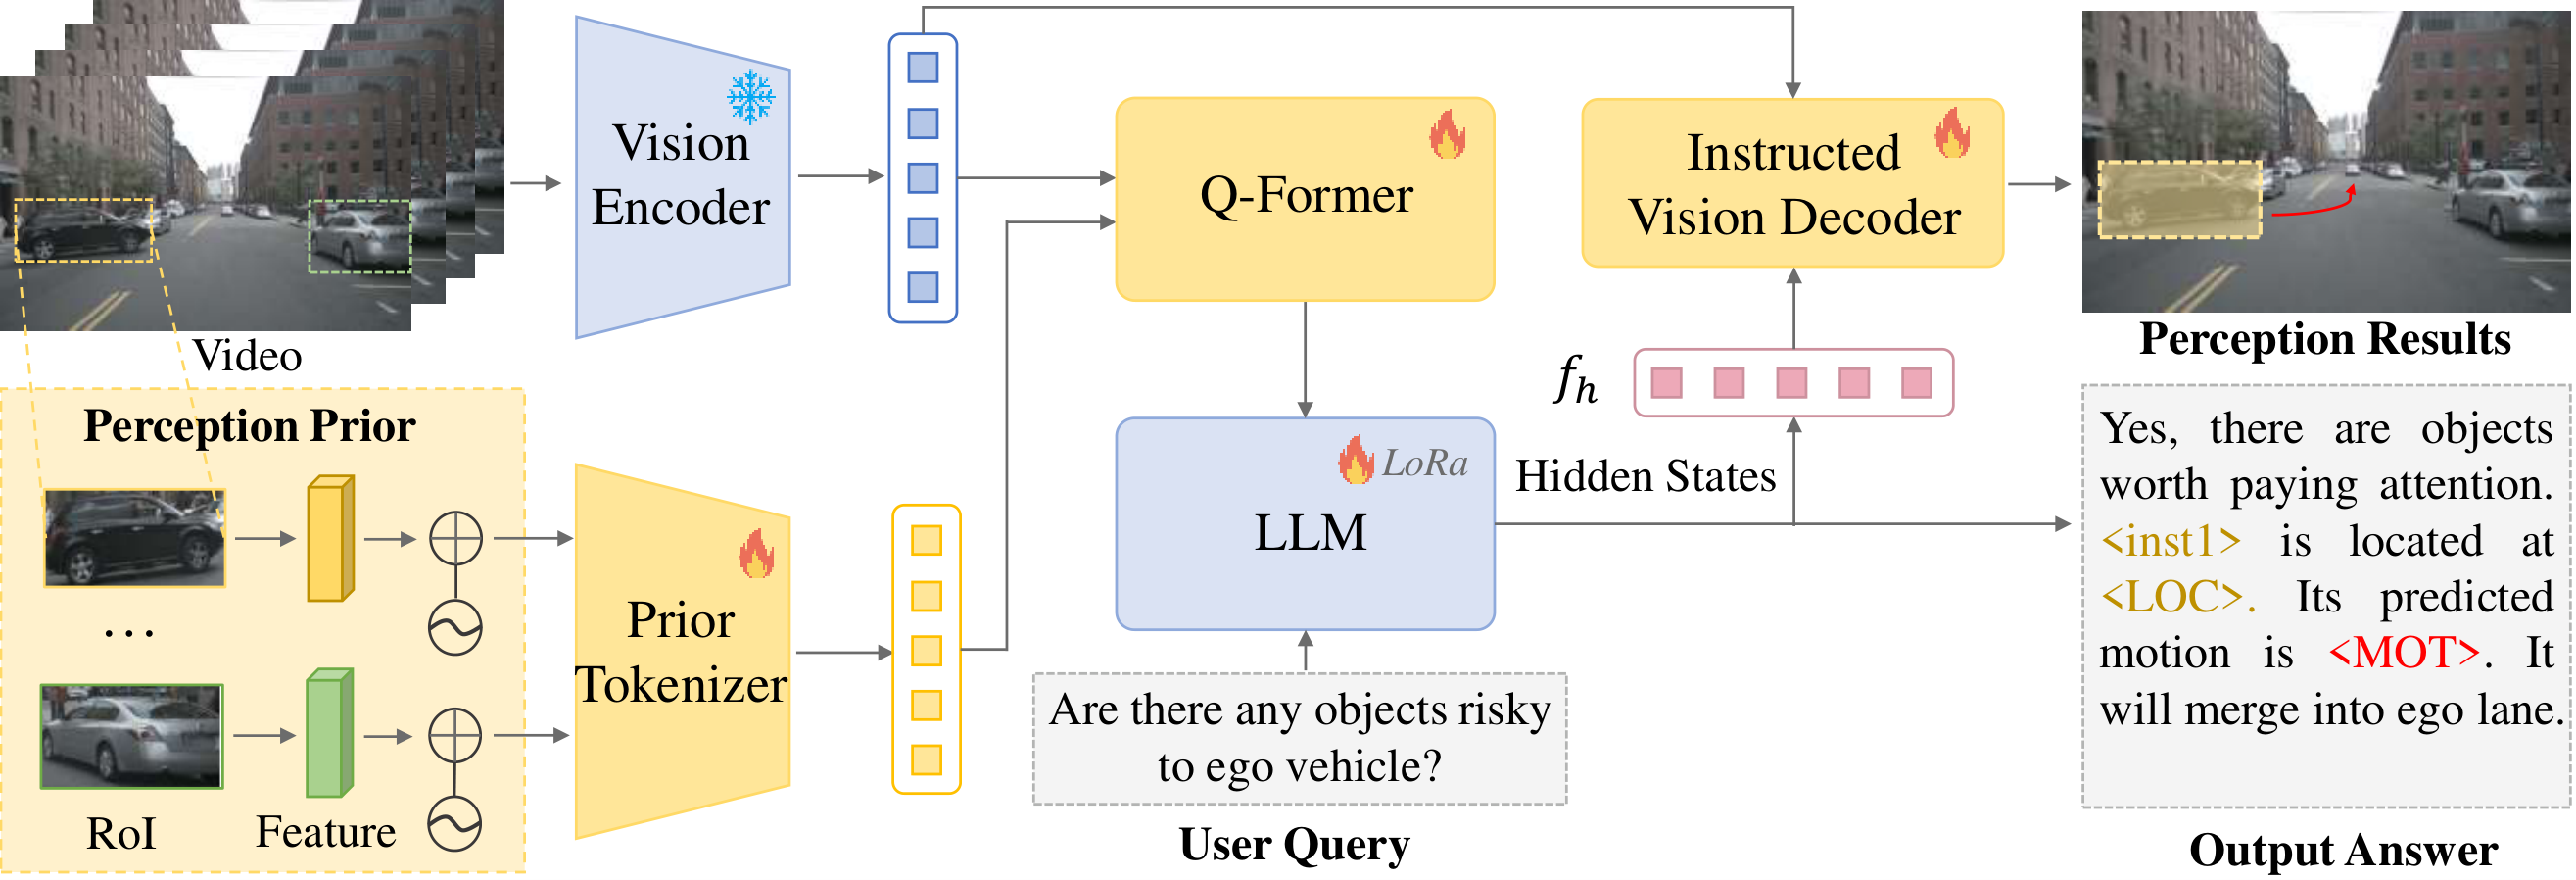 Video
Perception Prior
...
RoI
Feature
Vision
Encoder
Prior
Tokenizer
Q-Former
LoRa
LLM
Are there any objects risky
to ego vehicle?
User Query
Instructed
Vision Decoder
fₕ
Hidden States
Perception Results
Yes, there are objects
worth paying attention.
<inst1> is located at
<LOC>. Its predicted
motion is <MOT>. It
will merge into ego lane.
Output Answer